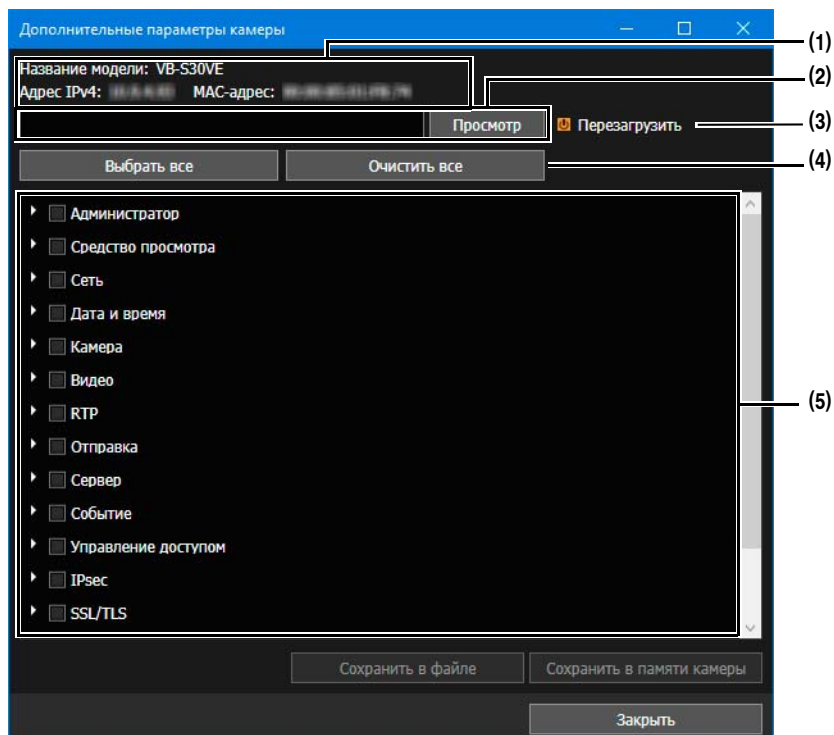 Дополнительные параметры камеры
(1)
Название модели: VB-S30VE
(2)
Адрес IPv4: MAC-адрес:
Просмотр
Перезагрузить
(3)
Выбрать все
Очистить все
(4)
Администратор
Средство просмотра
Сеть
Дата и время
Камера
Видео
(5)
RTP
Отправка
Сервер
Событие
Управление доступом
IPsec
SSL/TLS
Сохранить в файле
Сохранить в памяти камеры
Закрыть